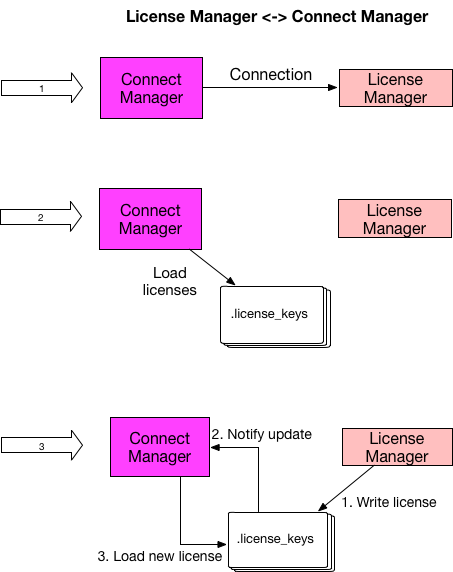 License Manager <-> Connect Manager
1
Connect
Manager
Connection
License
Manager
2
Connect
Manager
License
Manager
Load
licenses
.license_keys
3
Connect
Manager
2. Notify update
License
Manager
1. Write license
.license_keys
3. Load new license